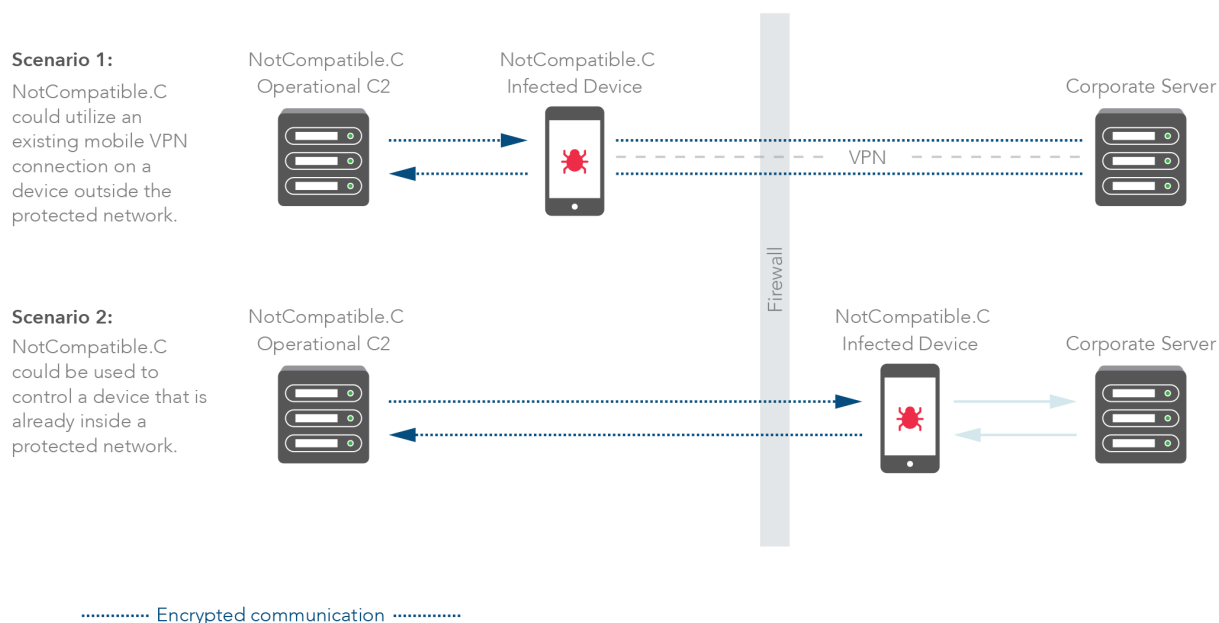 Scenario 1:
NotCompatible.C
could utilize an
existing mobile VPN
connection on a
device outside the
protected network.
NotCompatible.C
Operational C2
NotCompatible.C
Infected Device
Corporate Server
VPN
Firewall
Scenario 2:
NotCompatible.C
could be used to
control a device that is
already inside a
protected network.
NotCompatible.C
Operational C2
NotCompatible.C
Infected Device
Corporate Server
Encrypted communication